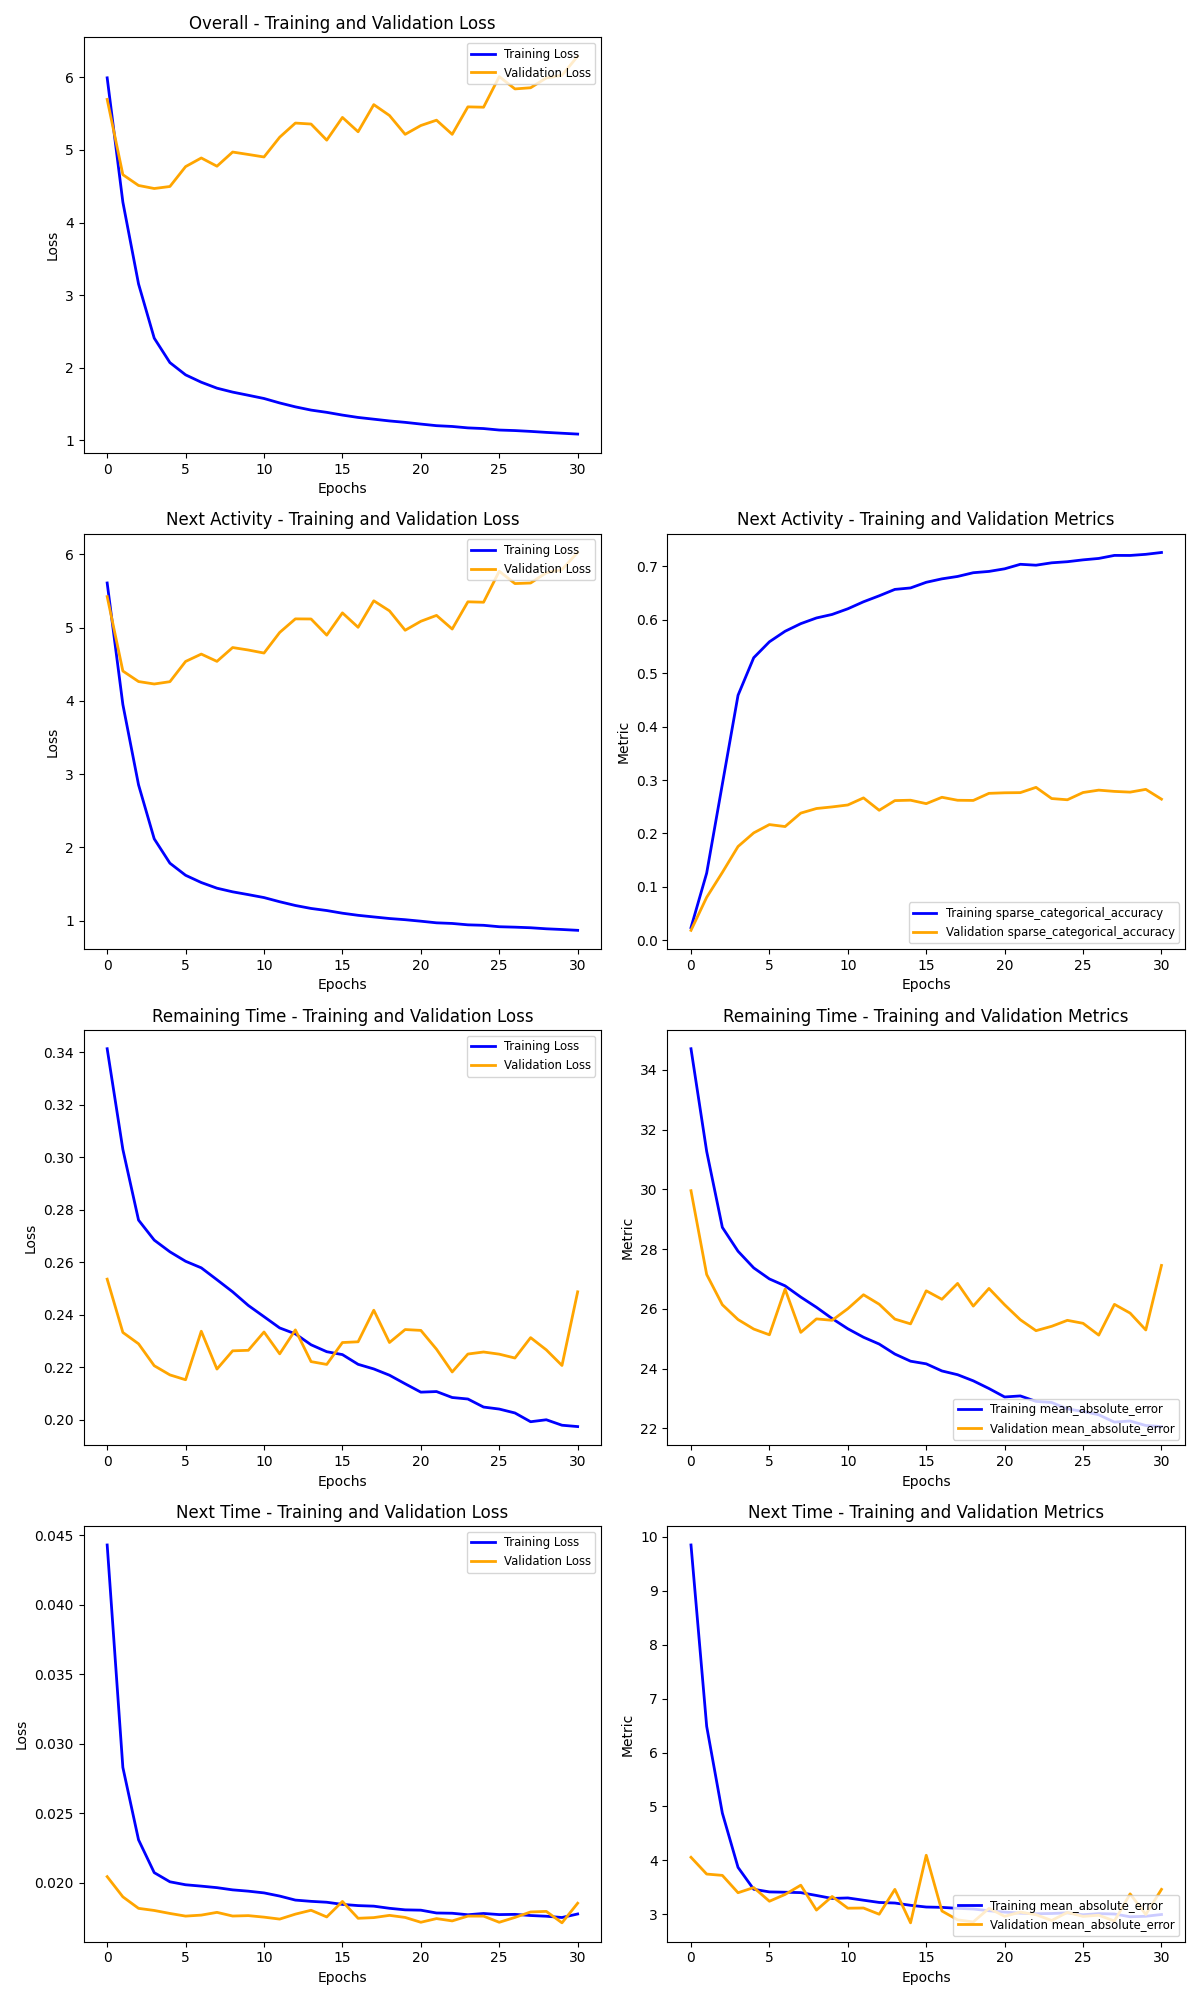 Overall - Training and Validation Loss
Training Loss
Validation Loss
6
5
4
3
2
1
Loss
0 5 10 15 20 25 30
Epochs
Next Activity - Training and Validation Loss
Training Loss
Validation Loss
6
5
4
3
2
1
Loss
0 5 10 15 20 25 30
Epochs
Next Activity - Training and Validation Metrics
0.7
0.6
0.5
0.4
0.3
0.2
0.1
0.0
Metric
Training sparse_categorical_accuracy
Validation sparse_categorical_accuracy
0 5 10 15 20 25 30
Epochs
Remaining Time - Training and Validation Loss
Training Loss
Validation Loss
0.34
0.32
0.30
0.28
0.26
0.24
0.22
0.20
Loss
0 5 10 15 20 25 30
Epochs
Remaining Time - Training and Validation Metrics
34
32
30
28
26
24
22
Metric
Training mean_absolute_error
Validation mean_absolute_error
0 5 10 15 20 25 30
Epochs
Next Time - Training and Validation Loss
Training Loss
Validation Loss
0.045
0.040
0.035
0.030
0.025
0.020
Loss
0 5 10 15 20 25 30
Epochs
Next Time - Training and Validation Metrics
10
9
8
7
6
5
4
3
Metric
Training mean_absolute_error
Validation mean_absolute_error
0 5 10 15 20 25 30
Epochs